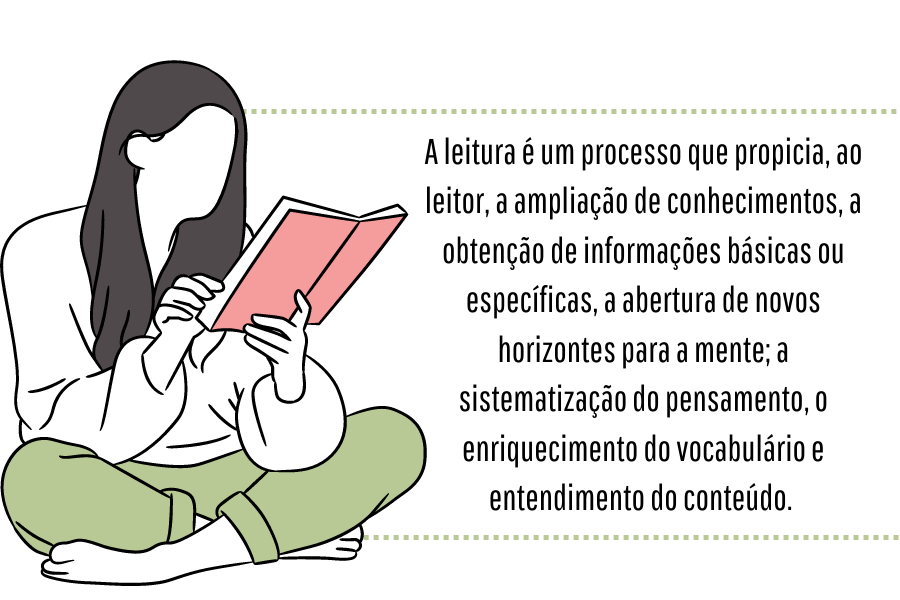 A leitura é um processo que propicia, ao
leitor, a ampliação de conhecimentos, a
obtenção de informações básicas ou
específicas, a abertura de novos
horizontes para a mente; a
sistematização do pensamento, o
enriquecimento do vocabulário e
entendimento do conteúdo.